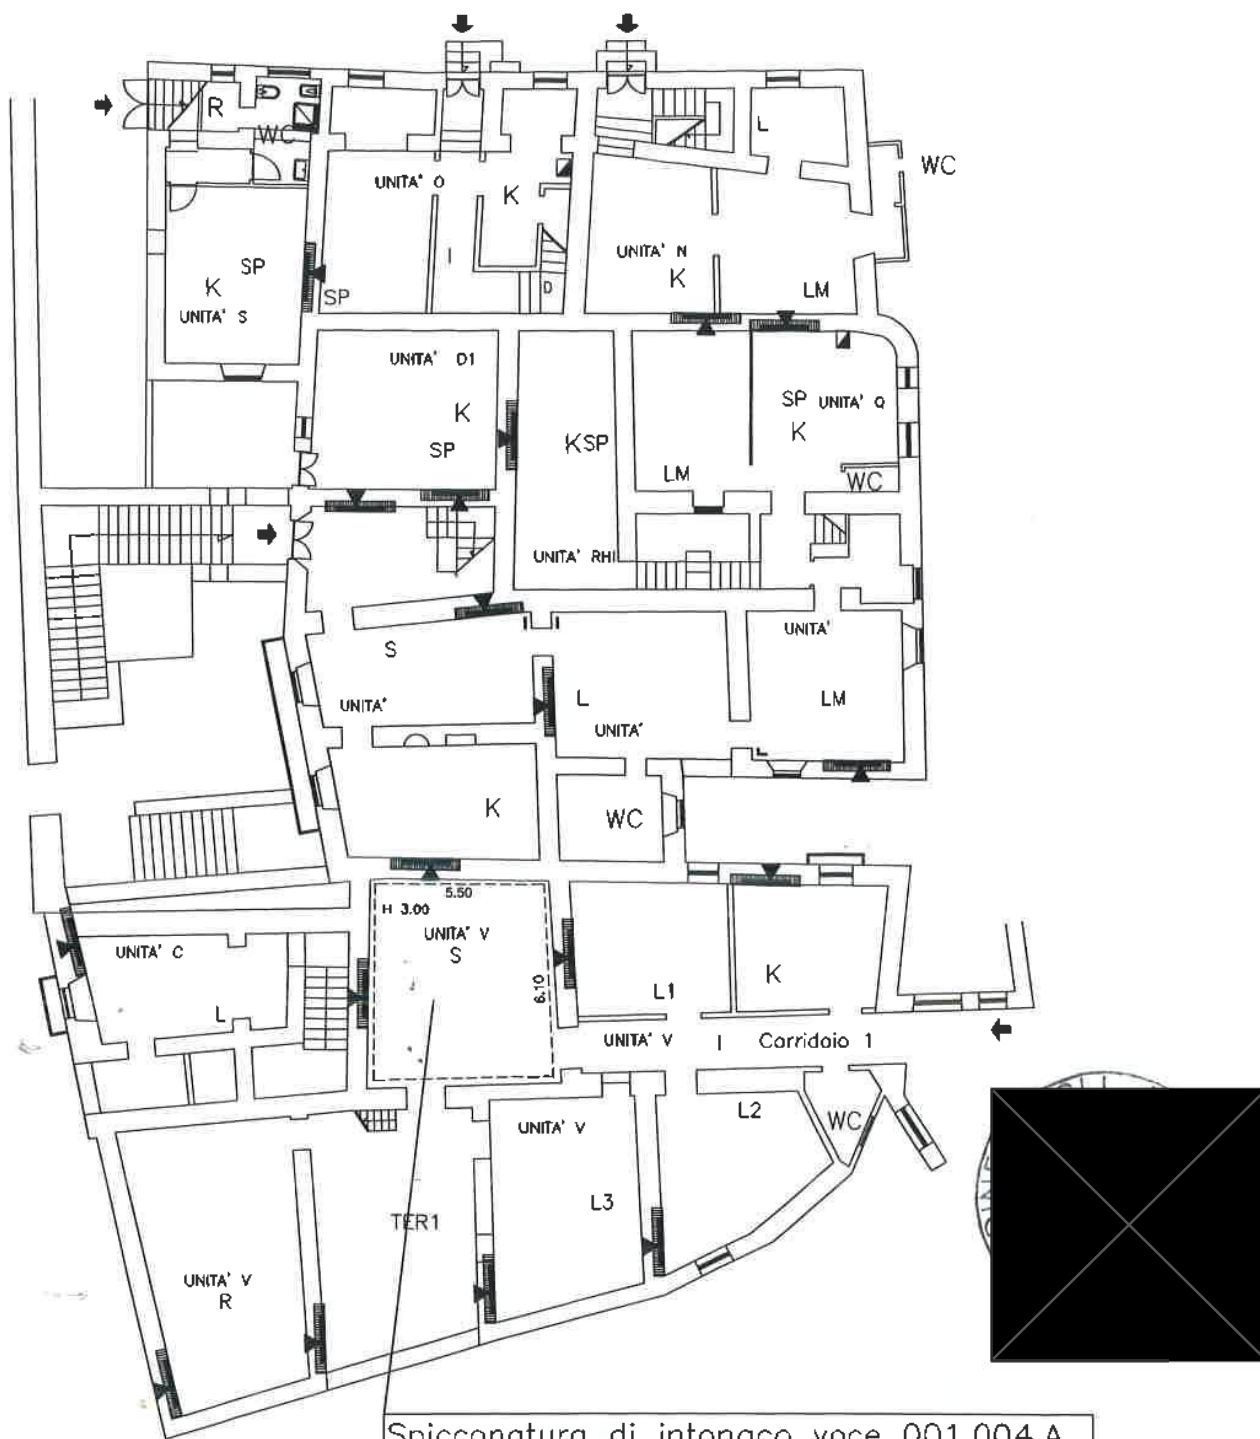 R
WC
L
WC
UNITA' O
K
I
D
UNITA' N
K
LM
SP
K
UNITA' S
SP
UNITA' D1
K
SP
K SP
UNITA' RHI
LM
SP UNITA' Q
K
WC
S
UNITA'
L
UNITA'
UNITA'
LM
K
WC
5.50
H 3.00
UNITA' V
S
6.10
UNITA' C
L
L1
K
UNITA' V
I
Corridoio 1
L2
WC
UNITA' V
L3
TER1
UNITA' V
R
Spicconatura di intonaco voce 001.004.A